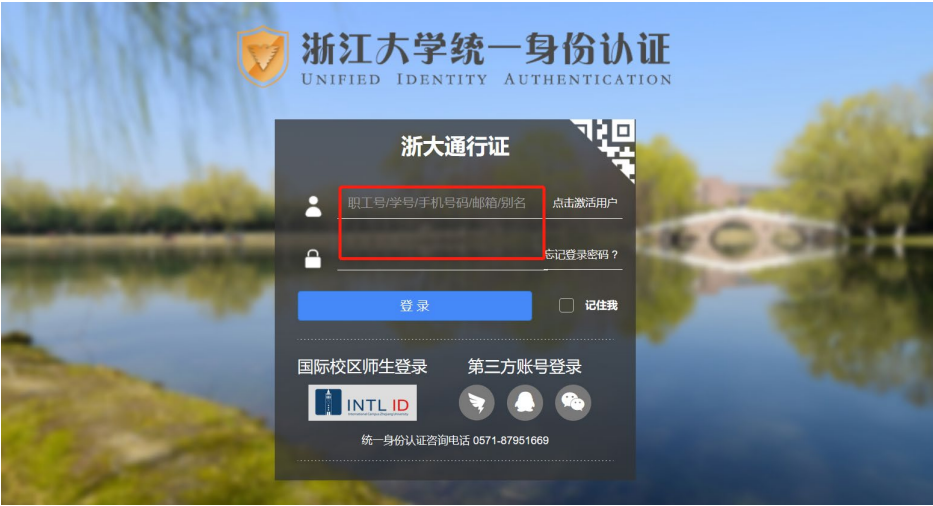 浙江大学统一身份认证
UNIFIED IDENTITY AUTHENTICATION
浙大通行证
职工号/学号/手机号码/邮箱/别名 点击激活用户
忘记登录密码？
登录 记住我
国际校区师生登录 第三方账号登录
INTL ID
统一身份认证咨询电话 0571-87951669